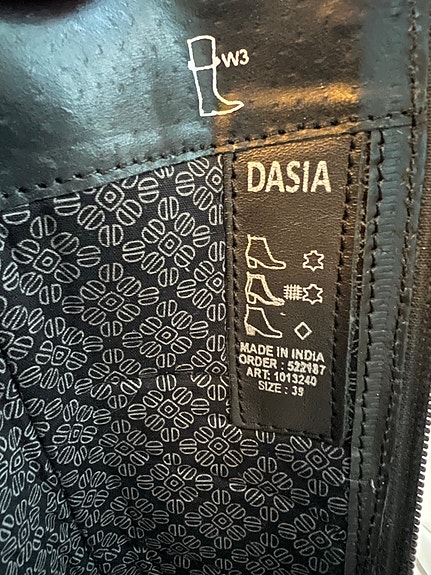 W3
DASIA
MADE IN INDIA
ORDER : 522187
ART: 1013240
SIZE : 39